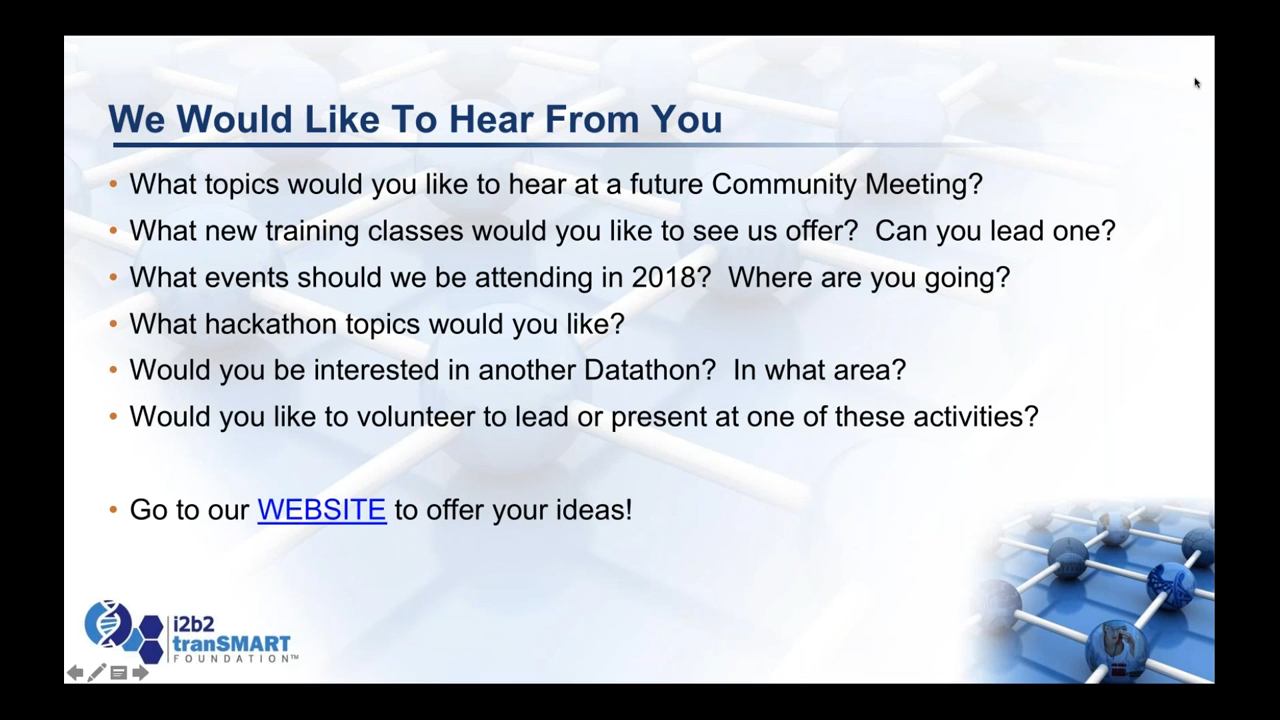 We Would Like To Hear From You
• What topics would you like to hear at a future Community Meeting?
• What new training classes would you like to see us offer?  Can you lead one?
• What events should we be attending in 2018?  Where are you going?
• What hackathon topics would you like?
• Would you be interested in another Datathon?  In what area?
• Would you like to volunteer to lead or present at one of these activities?
• Go to our WEBSITE to offer your ideas!
i2b2
tranSMART
FOUNDATION™